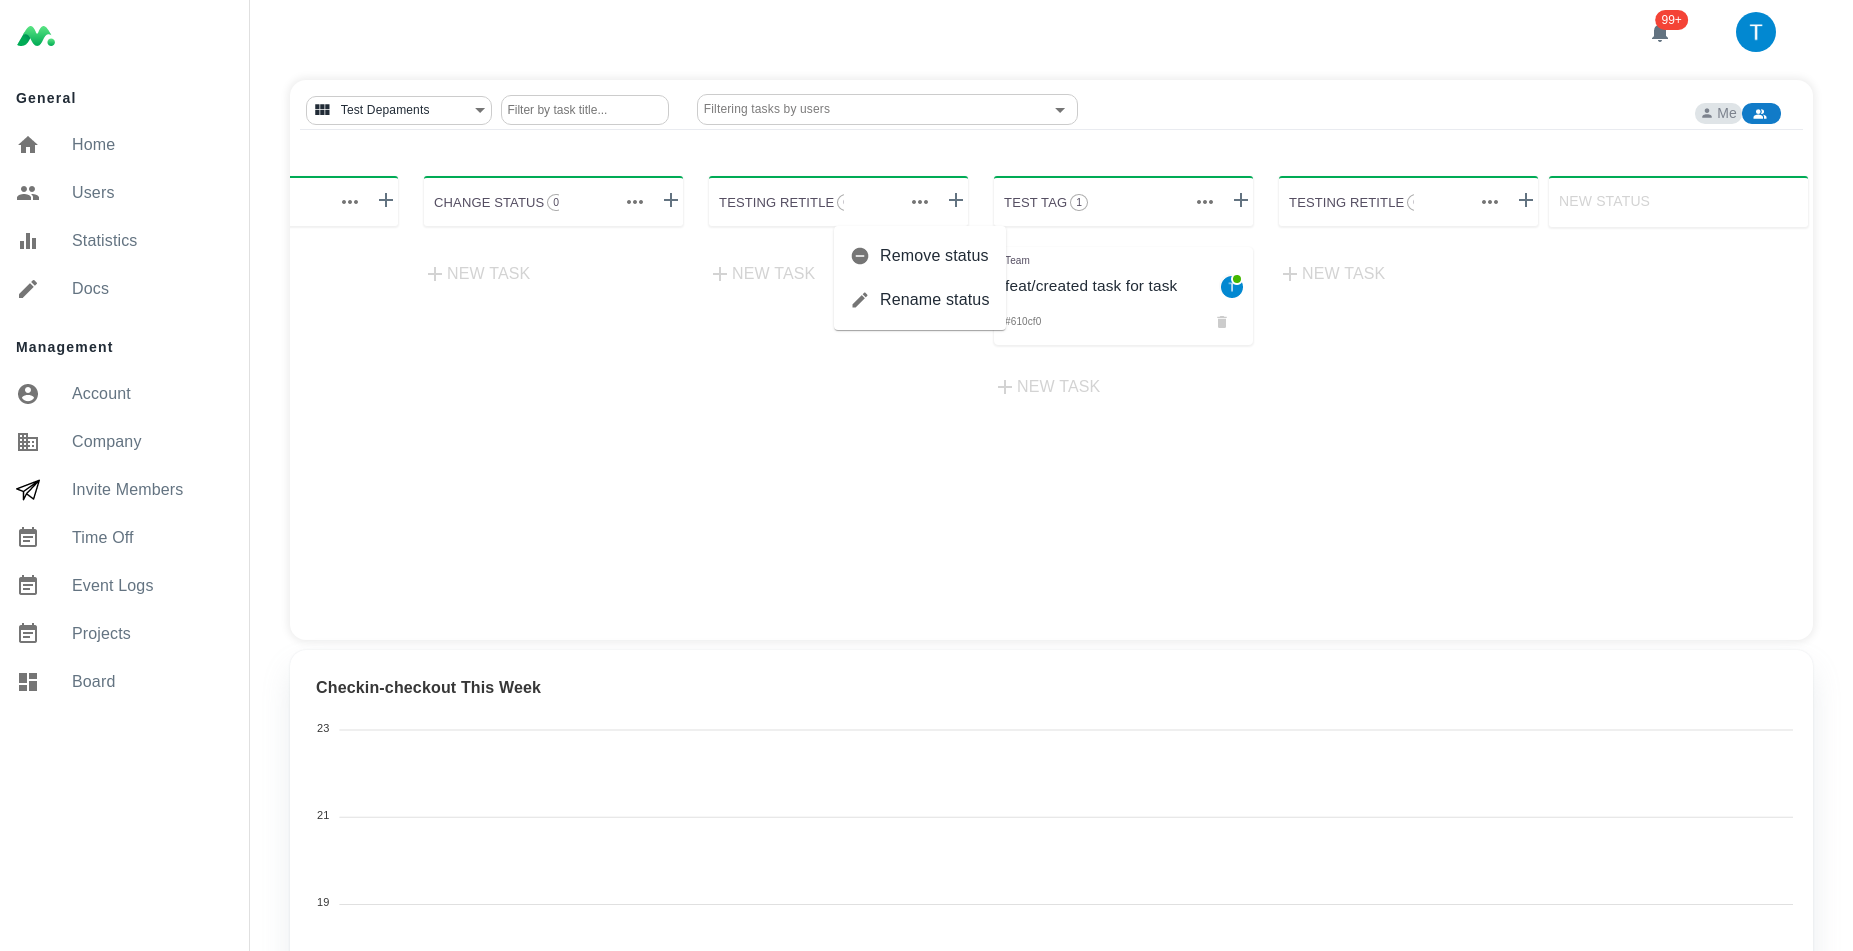 99+
T
General
Home
Users
Statistics
Docs
Management
Account
Company
Invite Members
Time Off
Event Logs
Projects
Board
Test Depaments
Filter by task title...
Filtering tasks by users
Me
CHANGE STATUS 0
TESTING RETITLE
TEST TAG 1
TESTING RETITLE
NEW STATUS
NEW TASK
NEW TASK
Remove status
Rename status
Team
feat/created task for task
T
#610cf0
NEW TASK
NEW TASK
Checkin-checkout This Week
23
21
19